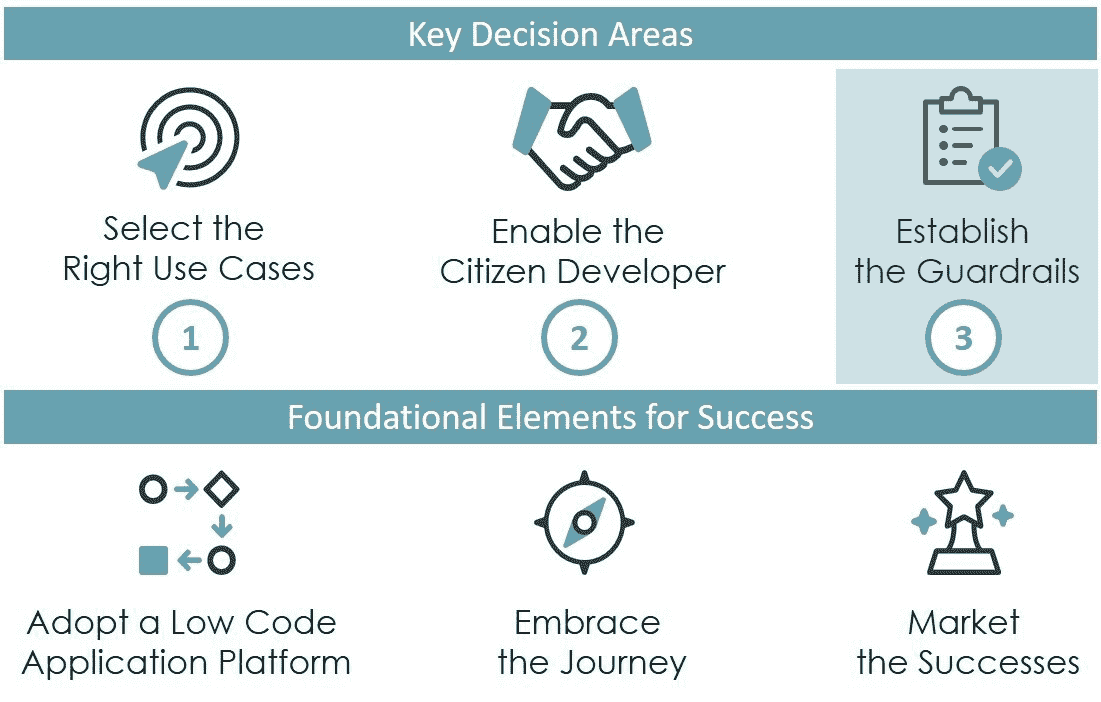 Key Decision Areas
Select the
Right Use Cases
1
Enable the
Citizen Developer
2
Establish
the Guardrails
3
Foundational Elements for Success
Adopt a Low Code
Application Platform
Embrace
the Journey
Market
the Successes